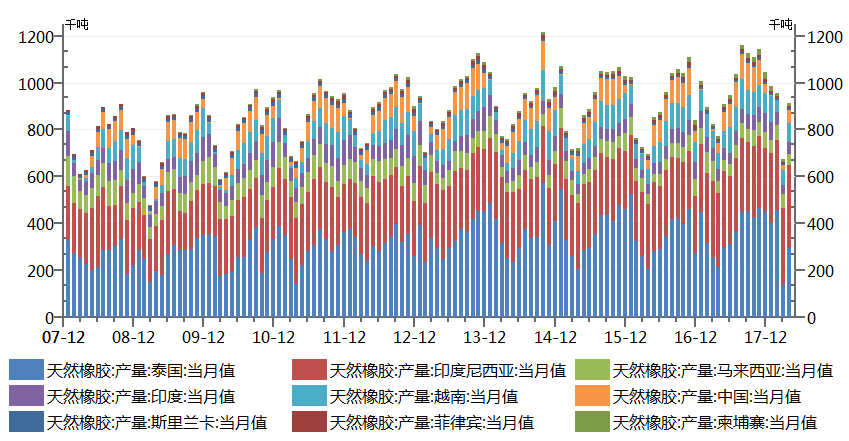 千吨 千吨
1200 1200
1000 1000
800 800
600 600
400 400
200 200
0 0
07-12 08-12 09-12 10-12 11-12 12-12 13-12 14-12 15-12 16-12 17-12
天然橡胶:产量:泰国:当月值 天然橡胶:产量:印度尼西亚:当月值 天然橡胶:产量:马来西亚:当月值
天然橡胶:产量:印度:当月值 天然橡胶:产量:越南:当月值 天然橡胶:产量:中国:当月值
天然橡胶:产量:斯里兰卡:当月值 天然橡胶:产量:菲律宾:当月值 天然橡胶:产量:柬埔寨:当月值